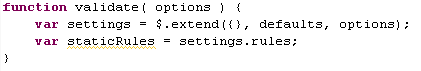 function validate( options ) {
    var settings = $.extend({}, defaults, options);
    var staticRules = settings.rules;
}